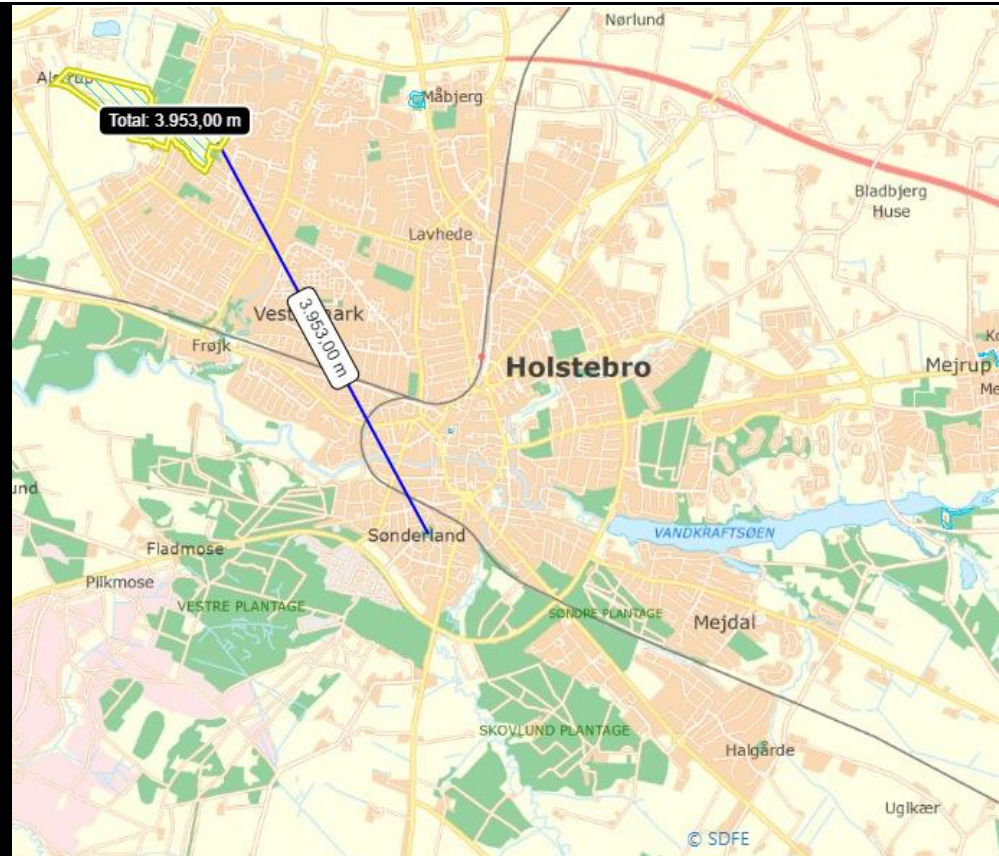 Nørlund
Måbjerg
Total: 3.953,00 m
Bladbjerg
Huse
Lavhede
3.953,00 m
Frøjk
Holstebro
Mejrup
Sønderland
VANDKRAFTSØEN
Fladmose
Pilkmose
VESTRE PLANTAGE
SØNDRE PLANTAGE
Mejdal
SKOVLUND PLANTAGE
Halgårde
Uglkær
© SDFE